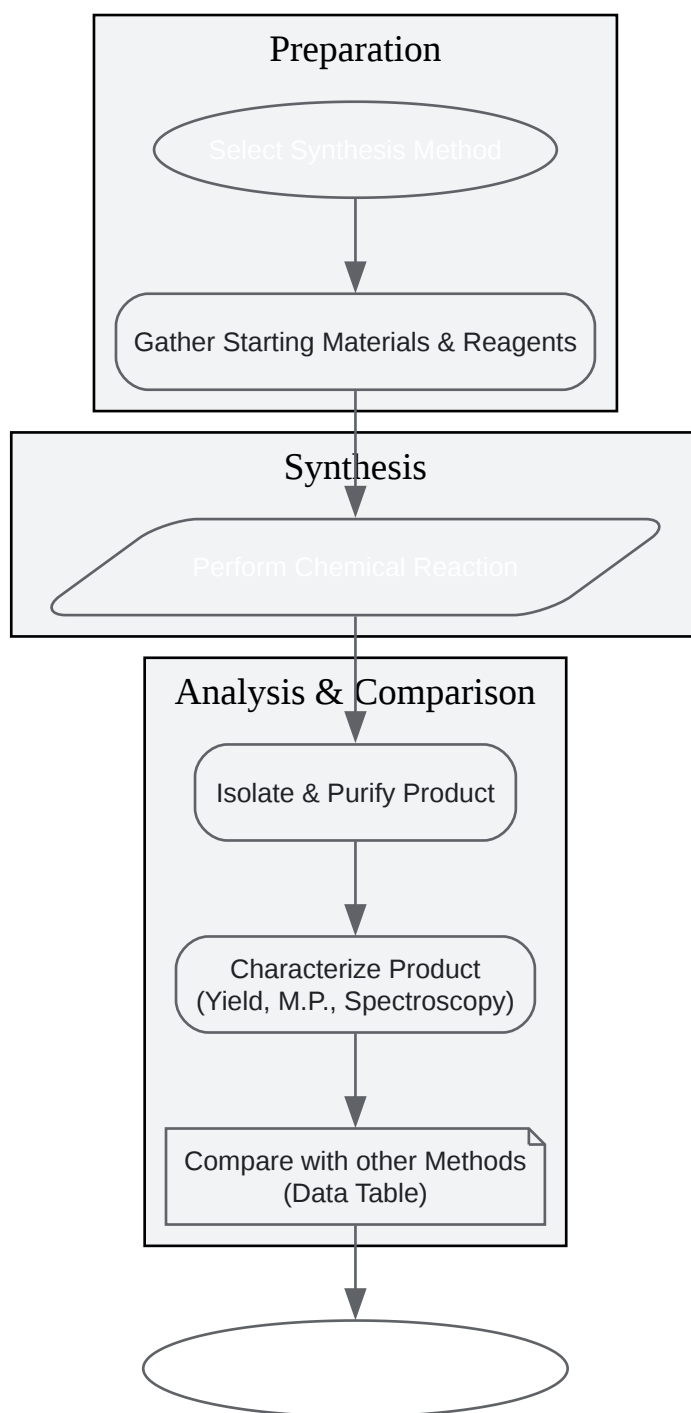 Preparation
Select Synthesis Method
Gather Starting Materials & Reagents
Synthesis
Perform Chemical Reaction
Analysis & Comparison
Isolate & Purify Product
Characterize Product
(Yield, M.P., Spectroscopy)
Compare with other Methods
(Data Table)